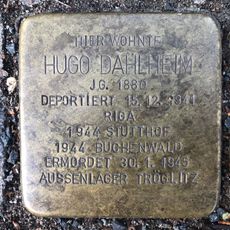 HIER WOHNTE
HUGO DAHLHEIM
JG. 1880
DEPORTIERT 15.12.1941
RIGA
1944 STUTTHOF
1944 BUCHENWALD
ERMORDET 30.1.1945
AUSSENLAGER TRÖGLITZ